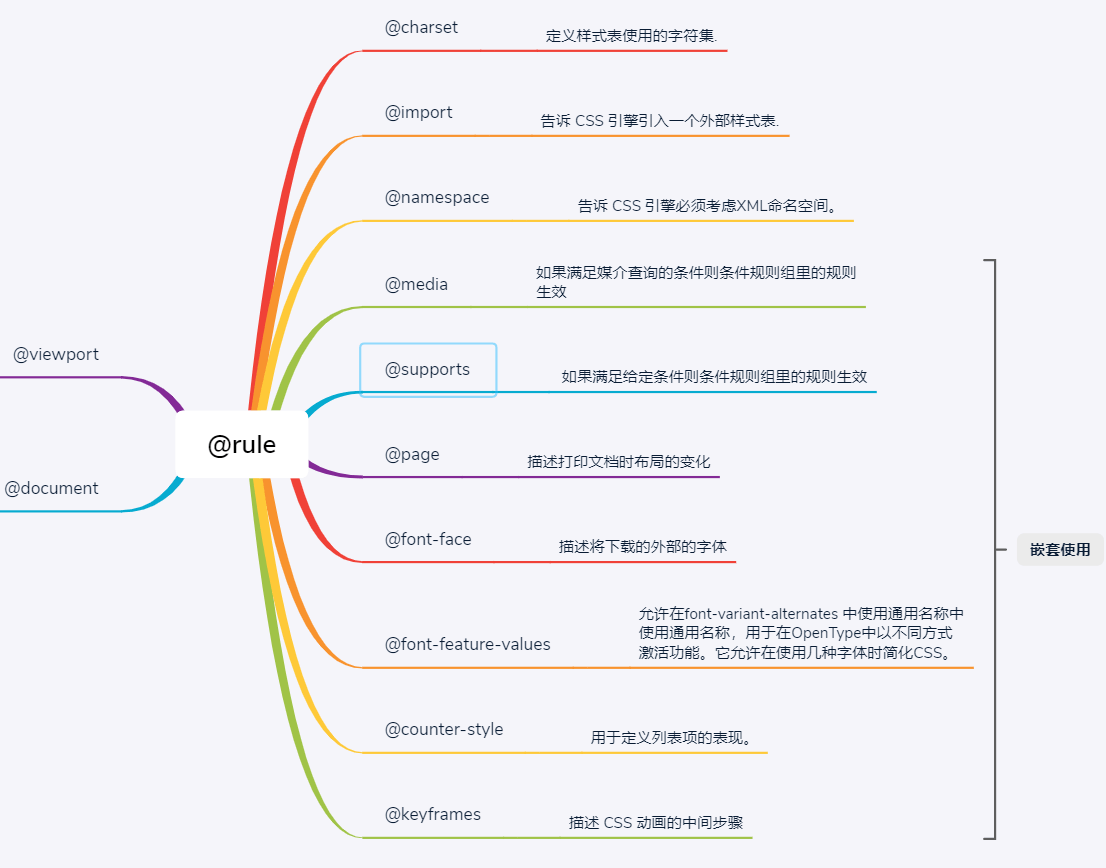 @rule
@charset
定义样式表使用的字符集.
@import
告诉 CSS 引擎引入一个外部样式表.
@namespace
告诉 CSS 引擎必须考虑XML命名空间。
@media
如果满足媒介查询的条件则条件规则组里的规则
生效
@supports
如果满足给定条件则条件规则组里的规则生效
@page
描述打印文档时布局的变化
@font-face
描述将下载的外部的字体
@font-feature-values
允许在font-variant-alternates 中使用通用名称中
使用通用名称，用于在OpenType中以不同方式
激活功能。它允许在使用几种字体时简化CSS。
@counter-style
用于定义列表项的表现。
@keyframes
描述 CSS 动画的中间步骤
嵌套使用
@viewport
@document